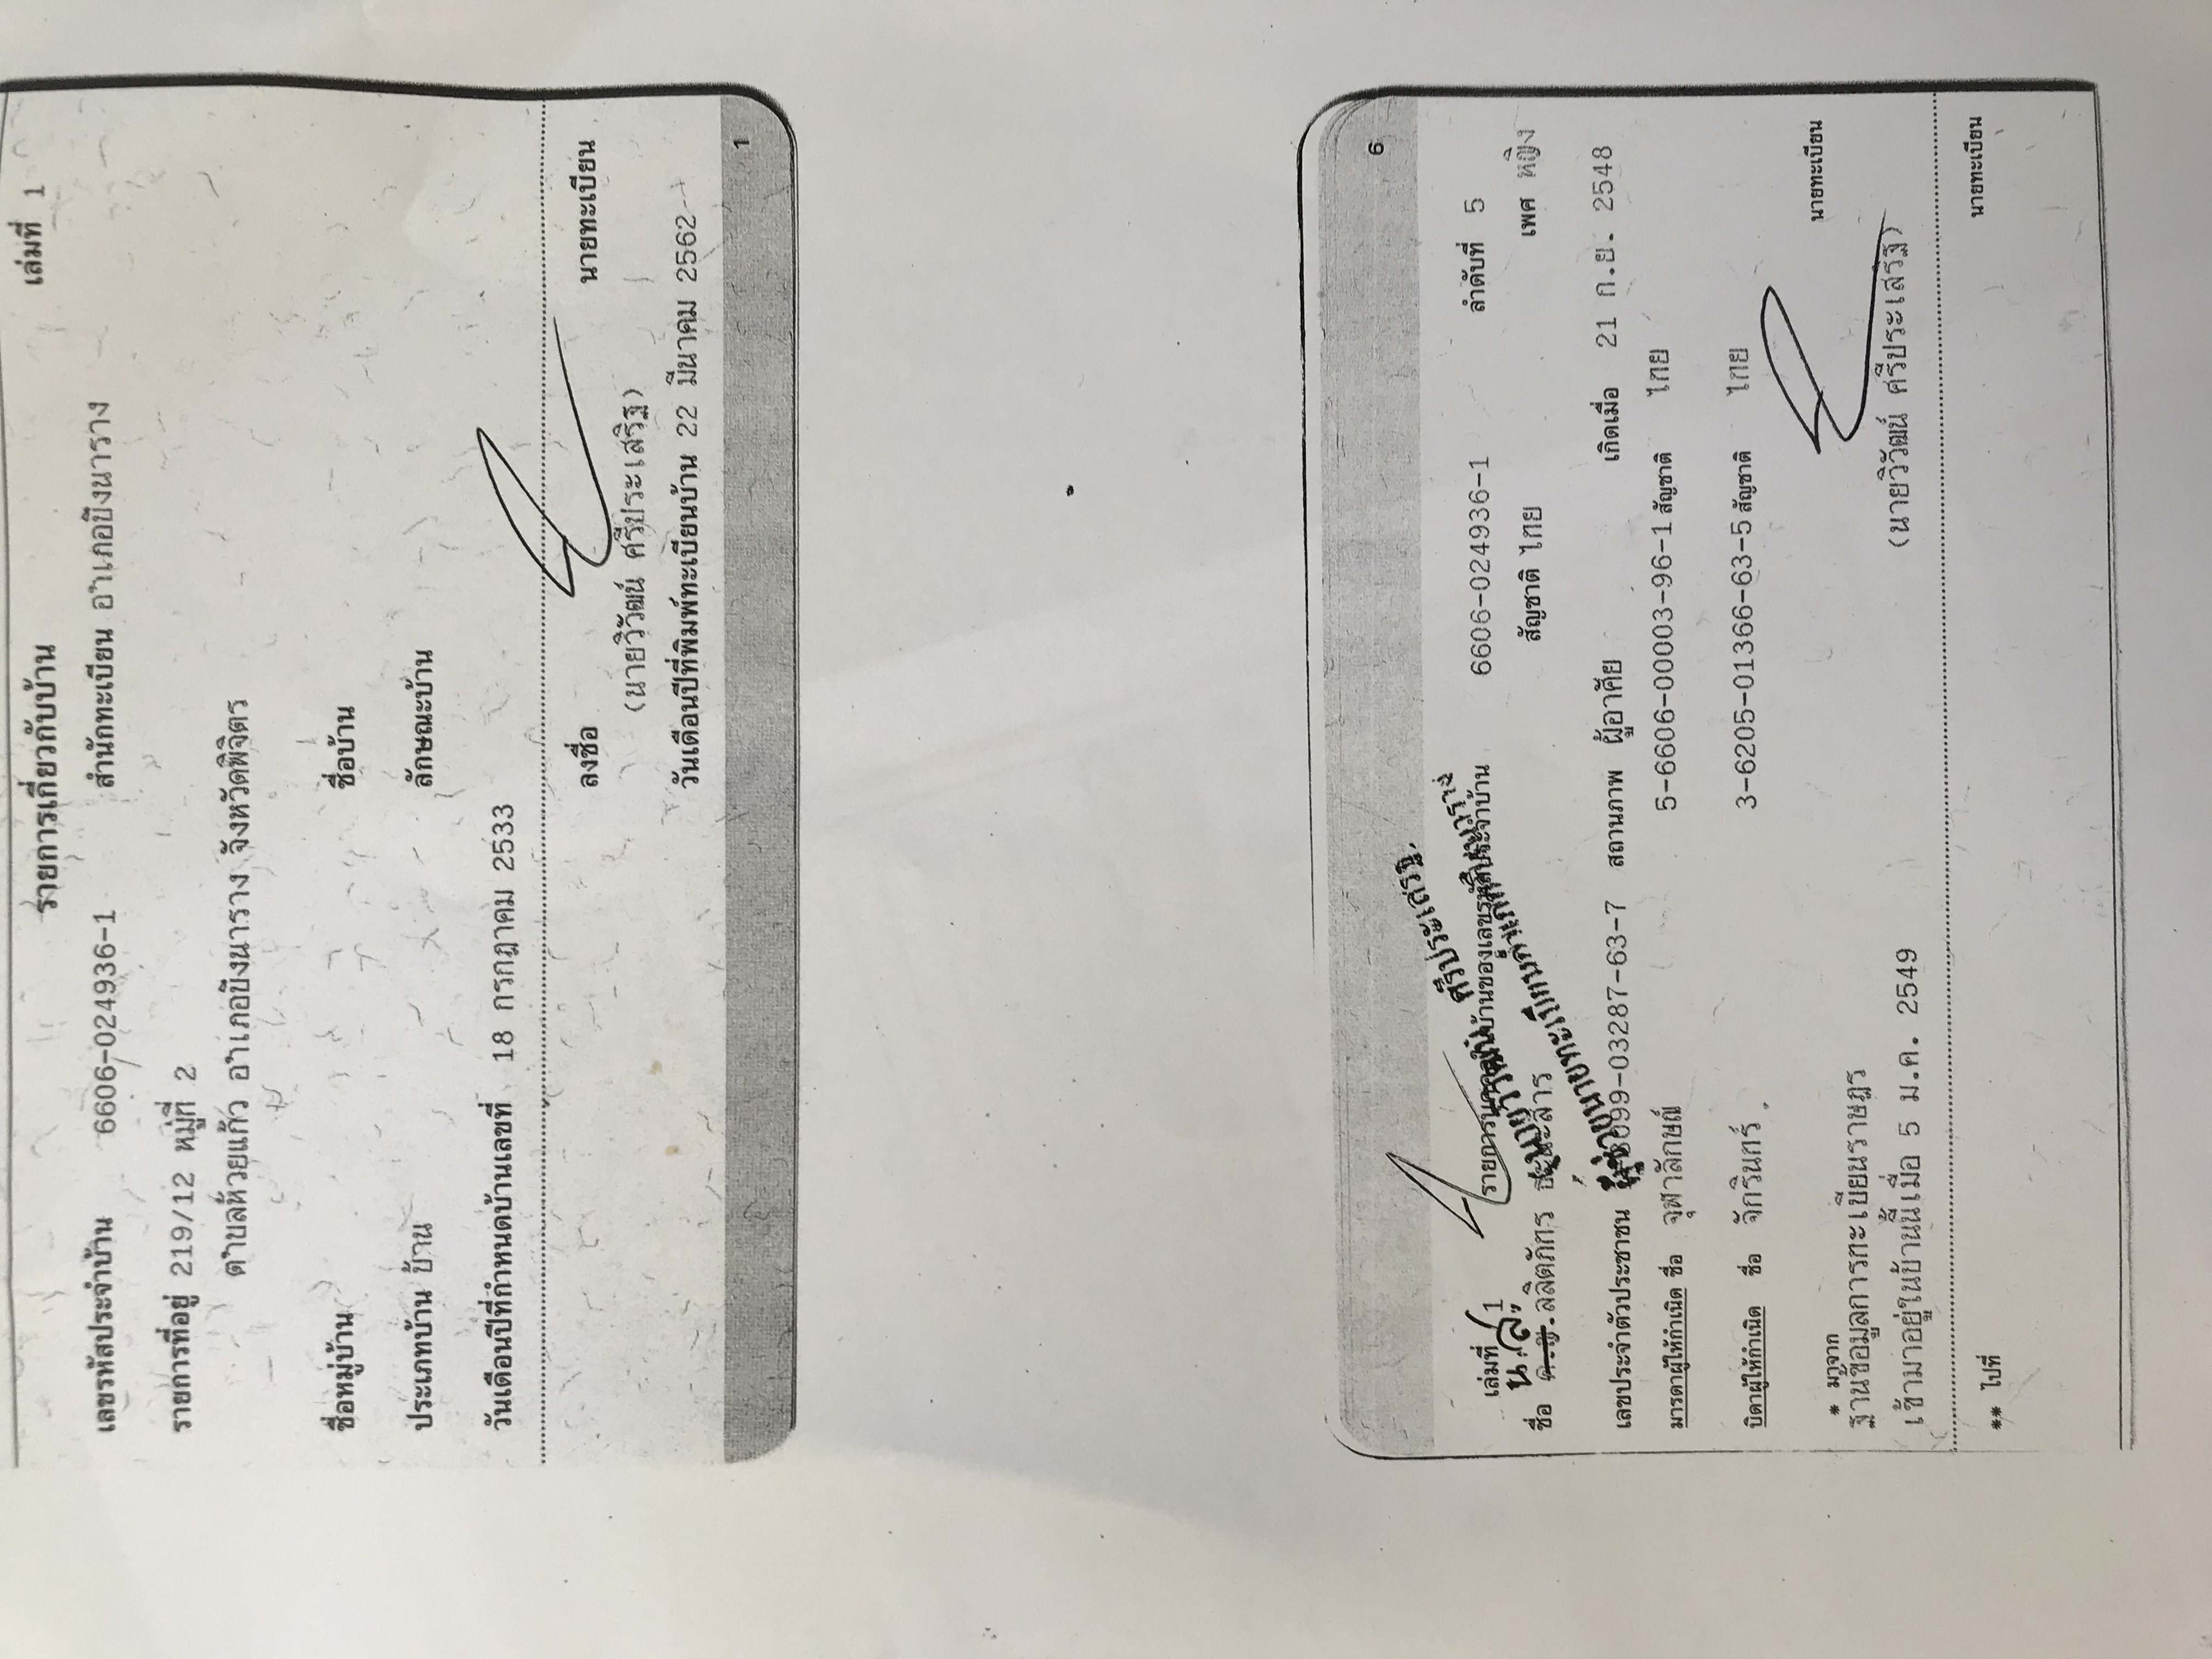 รายการเกี่ยวกับบ้าน เล่มที่ 1
เลขรหัสประจำบ้าน 6606-024936-1 สำนักทะเบียน อำเภอบึงนาราง
รายการที่อยู่ 219/12 หมู่ที่ 2
ตำบลห้วยแก้ว อำเภอบึงนาราง จังหวัดพิจิตร
ชื่อหมู่บ้าน ชื่อบ้าน
ประเภทบ้าน บ้าน ลักษณะบ้าน
วันเดือนปีที่กำหนดบ้านเลขที่ 18 กรกฎาคม 2533
ลงชื่อ นายทะเบียน
(นายวิวัฒน์ ศรีประเสริฐ)
วันเดือนปีที่พิมพ์ทะเบียนบ้าน 22 มีนาคม 2562
1
6
เล่มที่ 1 รายการบุคคลในบ้านของเลขรหัสประจำบ้าน 6606-024936-1 ลำดับที่ 5
น.ส.
ชื่อ ด.ญ. ลลิตภัทร สัญชาติ ไทย เพศ หญิง
(นายวิวัฒน์ ศรีประเสริฐ)
ผู้ช่วยนายทะเบียนอำเภอบึงนาราง
เลขประจำตัวประชาชน 099-03287-63-7 สถานภาพ ผู้อาศัย เกิดเมื่อ 21 ก.ย. 2548
มารดาผู้ให้กำเนิด ชื่อ จุฬาลักษณ์ 5-6606-00003-96-1 สัญชาติ ไทย
บิดาผู้ให้กำเนิด ชื่อ จักรินทร์ 3-6205-01366-63-5 สัญชาติ ไทย
* มาจาก นายทะเบียน
ฐานข้อมูลการทะเบียนราษฎร
เข้ามาอยู่ในบ้านนี้เมื่อ 5 ม.ค. 2549 (นายวิวัฒน์ ศรีประเสริฐ)
** ไปที่ นายทะเบียน